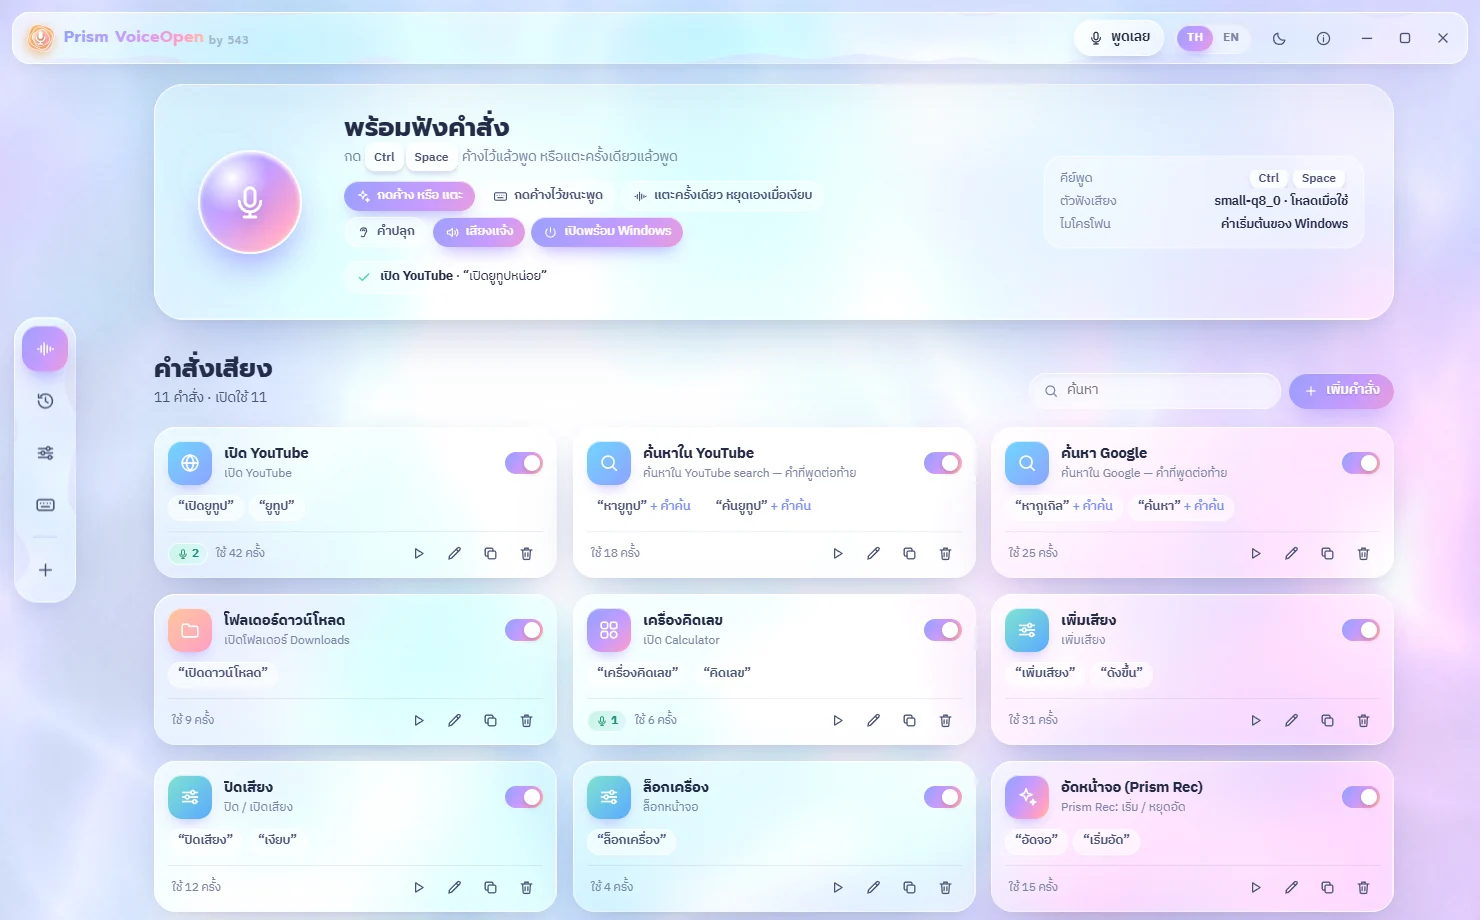 Prism VoiceOpen by 543
พูดเลย
TH EN
พร้อมฟังคำสั่ง
กด Ctrl Space ค้างไว้แล้วพูด หรือแตะครั้งเดียวแล้วพูด
กดค้าง หรือ แตะ
กดค้างไว้ขณะพูด
แตะครั้งเดียว หยุดเองเมื่อเงียบ
คำปลุก
เสียงแจ้ง
เปิดพร้อม Windows
เปิด YouTube · “เปิดยูทูปหน่อย”
คีย์พูด Ctrl Space
ตัวฟังเสียง small-q8_0 · โหลดเมื่อใช้
ไมโครโฟน ค่าเริ่มต้นของ Windows
คำสั่งเสียง
11 คำสั่ง · เปิดใช้ 11
ค้นหา
เพิ่มคำสั่ง
เปิด YouTube
เปิด YouTube
“เปิดยูทูป” “ยูทูป”
2 ใช้ 42 ครั้ง
ค้นหาใน YouTube
ค้นหาใน YouTube search — คำที่พูดต่อท้าย
“หายูทูป” + คำค้น “ค้นยูทูป” + คำค้น
ใช้ 18 ครั้ง
ค้นหา Google
ค้นหาใน Google — คำที่พูดต่อท้าย
“หากูเกิล” + คำค้น “ค้นหา” + คำค้น
ใช้ 25 ครั้ง
โฟลเดอร์ดาวน์โหลด
เปิดโฟลเดอร์ Downloads
“เปิดดาวน์โหลด”
ใช้ 9 ครั้ง
เครื่องคิดเลข
เปิด Calculator
“เครื่องคิดเลข” “คิดเลข”
1 ใช้ 6 ครั้ง
เพิ่มเสียง
เพิ่มเสียง
“เพิ่มเสียง” “ดังขึ้น”
ใช้ 31 ครั้ง
ปิดเสียง
ปิด / เปิดเสียง
“ปิดเสียง” “เงียบ”
ใช้ 12 ครั้ง
ล็อกเครื่อง
ล็อกหน้าจอ
“ล็อกเครื่อง”
ใช้ 4 ครั้ง
อัดหน้าจอ (Prism Rec)
Prism Rec: เริ่ม / หยุดอัด
“อัดจอ” “เริ่มอัด”
ใช้ 15 ครั้ง